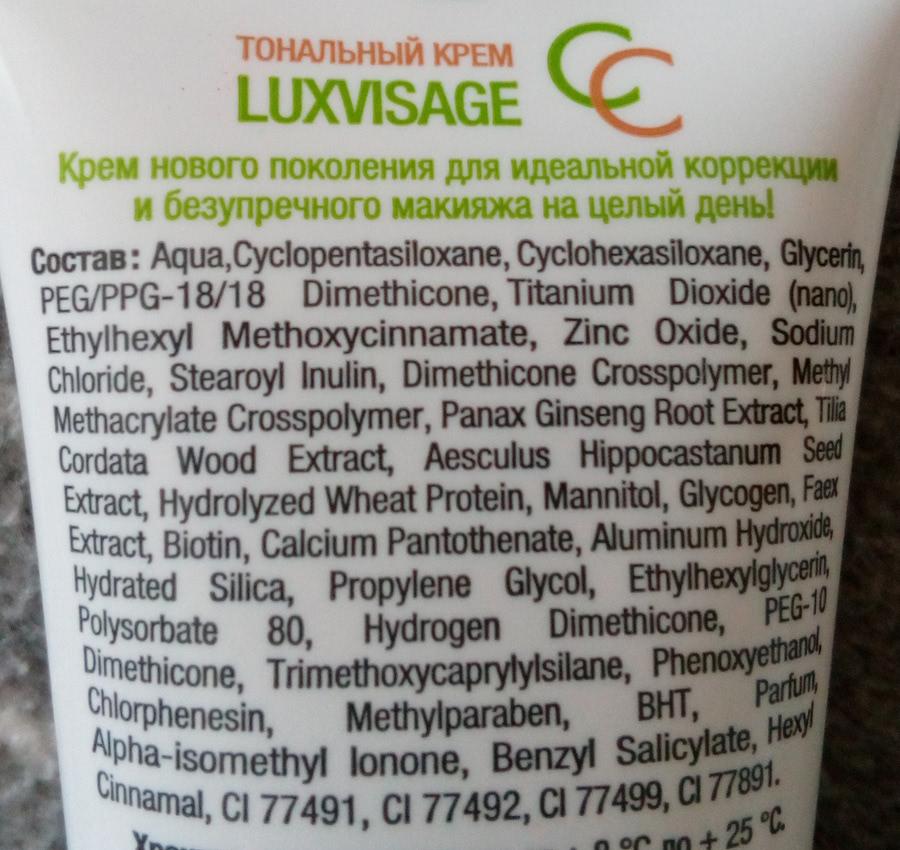 ТОНАЛЬНЫЙ КРЕМ
LUXVISAGE CC
Крем нового поколения для идеальной коррекции
и безупречного макияжа на целый день!
Состав: Aqua,Cyclopentasiloxane, Cyclohexasiloxane, Glycerin,
PEG/PPG-18/18 Dimethicone, Titanium Dioxide (nano),
Ethylhexyl Methoxycinnamate, Zinc Oxide, Sodium
Chloride, Stearoyl Inulin, Dimethicone Crosspolymer, Methyl
Methacrylate Crosspolymer, Panax Ginseng Root Extract, Tilia
Cordata Wood Extract, Aesculus Hippocastanum Seed
Extract, Hydrolyzed Wheat Protein, Mannitol, Glycogen, Faex
Extract, Biotin, Calcium Pantothenate, Aluminum Hydroxide,
Hydrated Silica, Propylene Glycol, Ethylhexylglycerin,
Polysorbate 80, Hydrogen Dimethicone, PEG-10
Dimethicone, Trimethoxycaprylylsilane, Phenoxyethanol,
Chlorphenesin, Methylparaben, BHT, Parfum,
Alpha-isomethyl Ionone, Benzyl Salicylate, Hexyl
Cinnamal, CI 77491, CI 77492, CI 77499, CI 77891.
°C до + 25 °C.